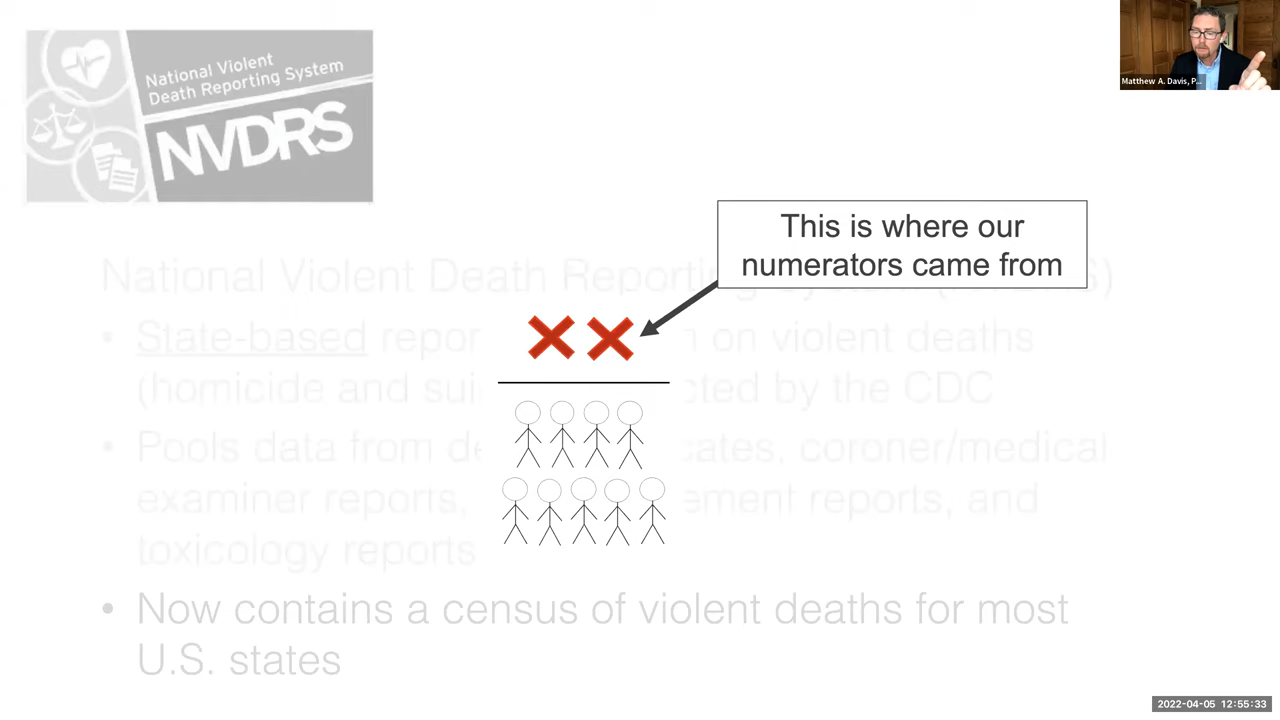 National Violent
Death Reporting System
NVDRS
Matthew A. Davis, P...
This is where our
numerators came from
National Violent Death Reporting System (
S)
State-based repor
n on violent deaths
(homicide and sui
cted by the CDC
Pools data from de
cates, coroner/medical
examiner reports,
ement reports, and
toxicology reports
• Now contains a census of violent deaths for most
U.S. states
2022-04-05 12:55:33